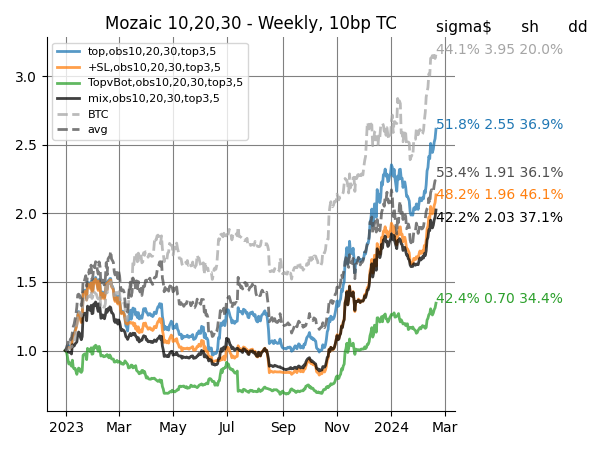 Mozaic 10,20,30 - Weekly, 10bp TC
sigma$ sh dd
top,obs10,20,30,top3,5
+SL,obs10,20,30,top3,5
TopvBot,obs10,20,30,top3,5
mix,obs10,20,30,top3,5
BTC
avg
44.1% 3.95 20.0%
51.8% 2.55 36.9%
53.4% 1.91 36.1%
48.2% 1.96 46.1%
42.2% 2.03 37.1%
42.4% 0.70 34.4%
3.0
2.5
2.0
1.5
1.0
2023 Mar May Jul Sep Nov 2024 Mar